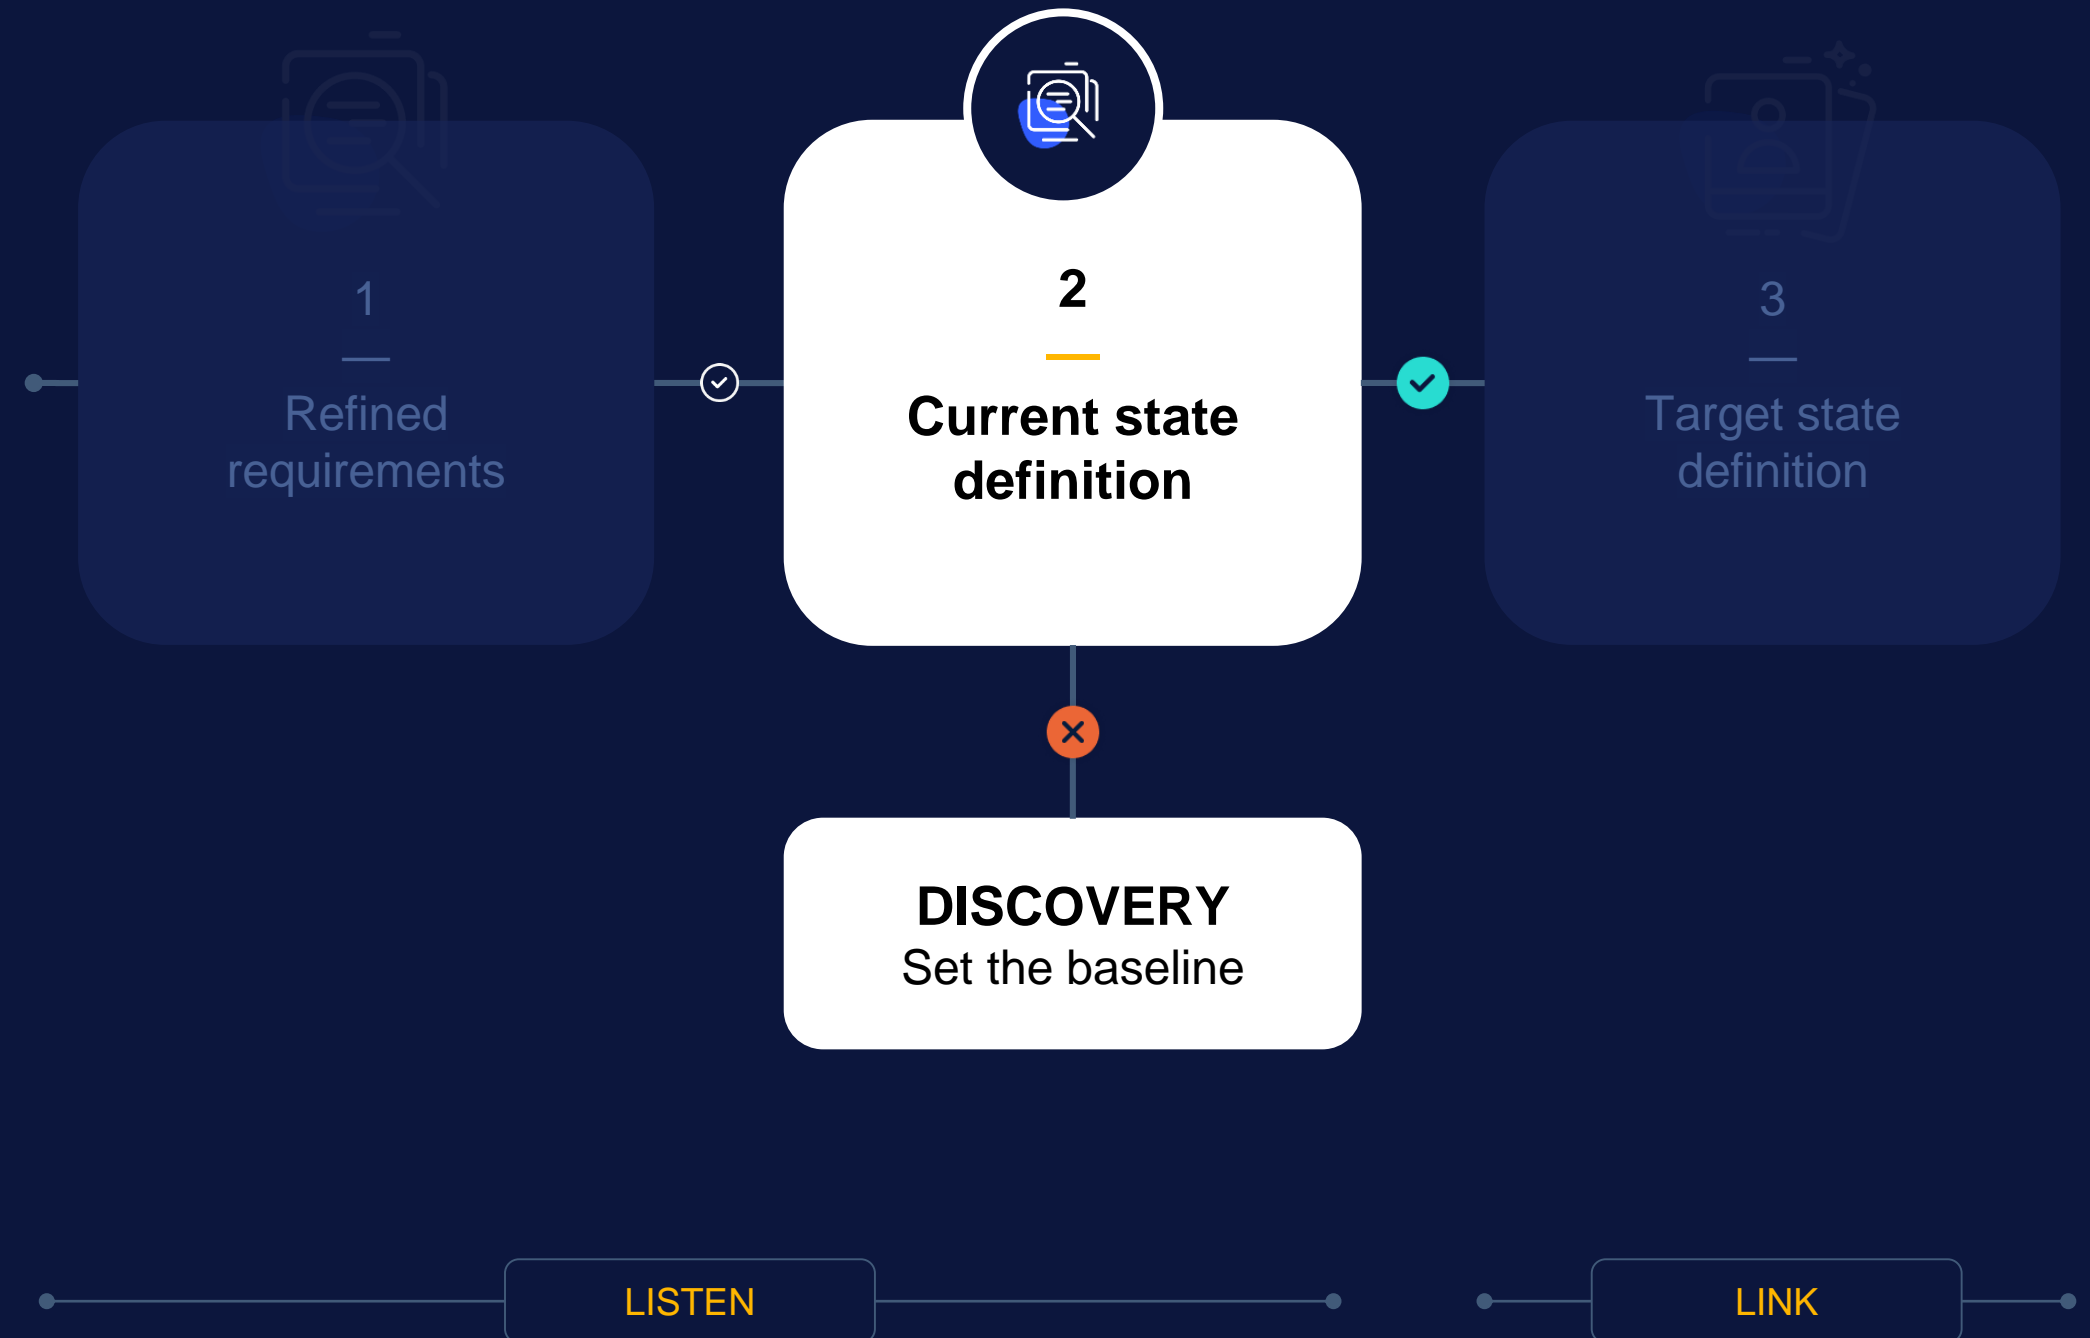 1
Refined
requirements
2
Current state
definition
3
Target state
definition
DISCOVERY
Set the baseline
LISTEN
LINK